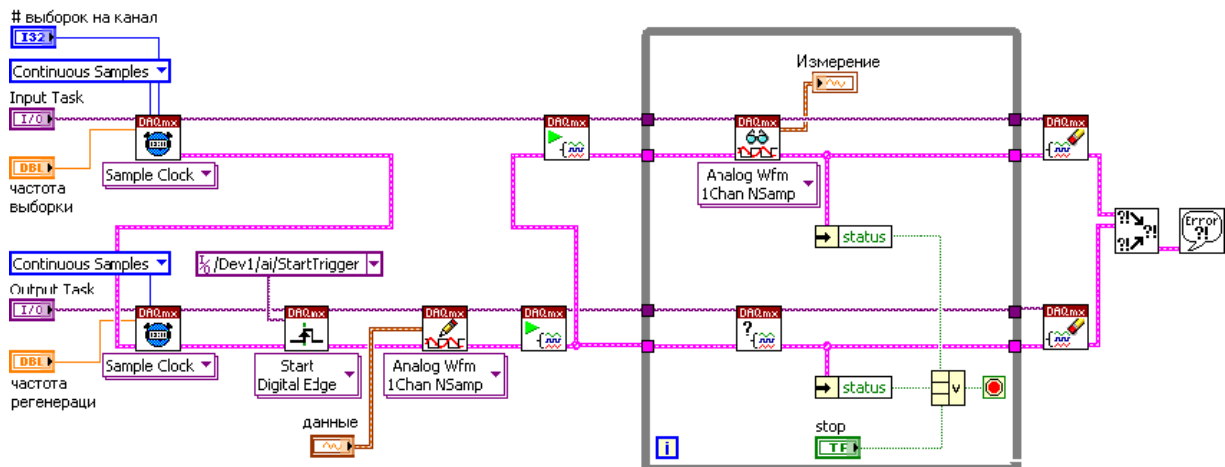 # выборок на канал
I32
Continuous Samples
Input Task
I/O
DBL
частота
выборки
DAQmx
Sample Clock
DAQmx
Измерение
DAQmx
Analog Wfm
1Chan NSamp
status
DAQmx
?! ?! ?!
Error
?!
Continuous Samples
Output Task
I/O
DBL
частота
регенераци
DAQmx
Sample Clock
I/O /Dev1/ai/StartTrigger
DAQmx
Start
Digital Edge
DAQmx
Analog Wfm
1Chan NSamp
данные
DAQmx
DAQmx
?
status
v
stop
TF
i
DAQmx